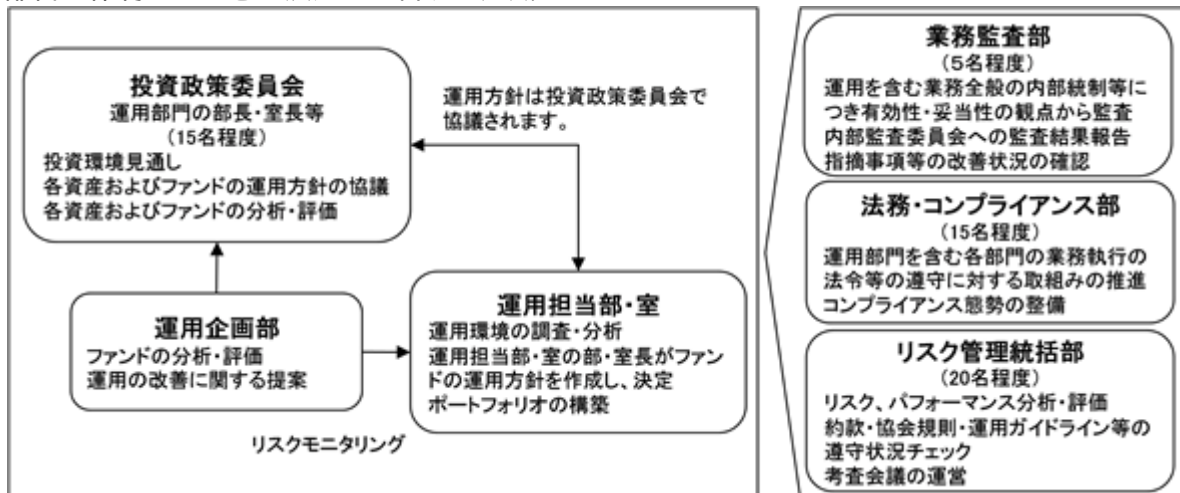 投資政策委員会
運用部門の部長・室長等
(15名程度)
投資環境見通し
各資産およびファンドの運用方針の協議
各資産およびファンドの分析・評価
運用方針は投資政策委員会で
協議されます。
運用企画部
ファンドの分析・評価
運用の改善に関する提案
運用担当部・室
運用環境の調査・分析
運用担当部・室の部・室長がファン
ドの運用方針を作成し、決定
ポートフォリオの構築
リスクモニタリング
業務監査部
(5名程度)
運用を含む業務全般の内部統制等に
つき有効性・妥当性の観点から監査
内部監査委員会への監査結果報告
指摘事項等の改善状況の確認
法務・コンプライアンス部
(15名程度)
運用部門を含む各部門の業務執行の
法令等の遵守に対する取組みの推進
コンプライアンス態勢の整備
リスク管理統括部
(20名程度)
リスク、パフォーマンス分析・評価
約款・協会規則・運用ガイドライン等の
遵守状況チェック
考査会議の運営